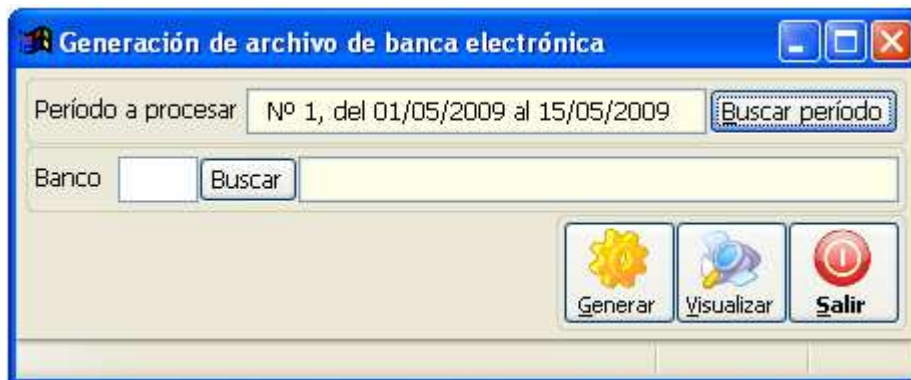 Generación de archivo de banca electrónica
Período a procesar Nº 1, del 01/05/2009 al 15/05/2009 Buscar período
Banco Buscar
Generar Visualizar Salir